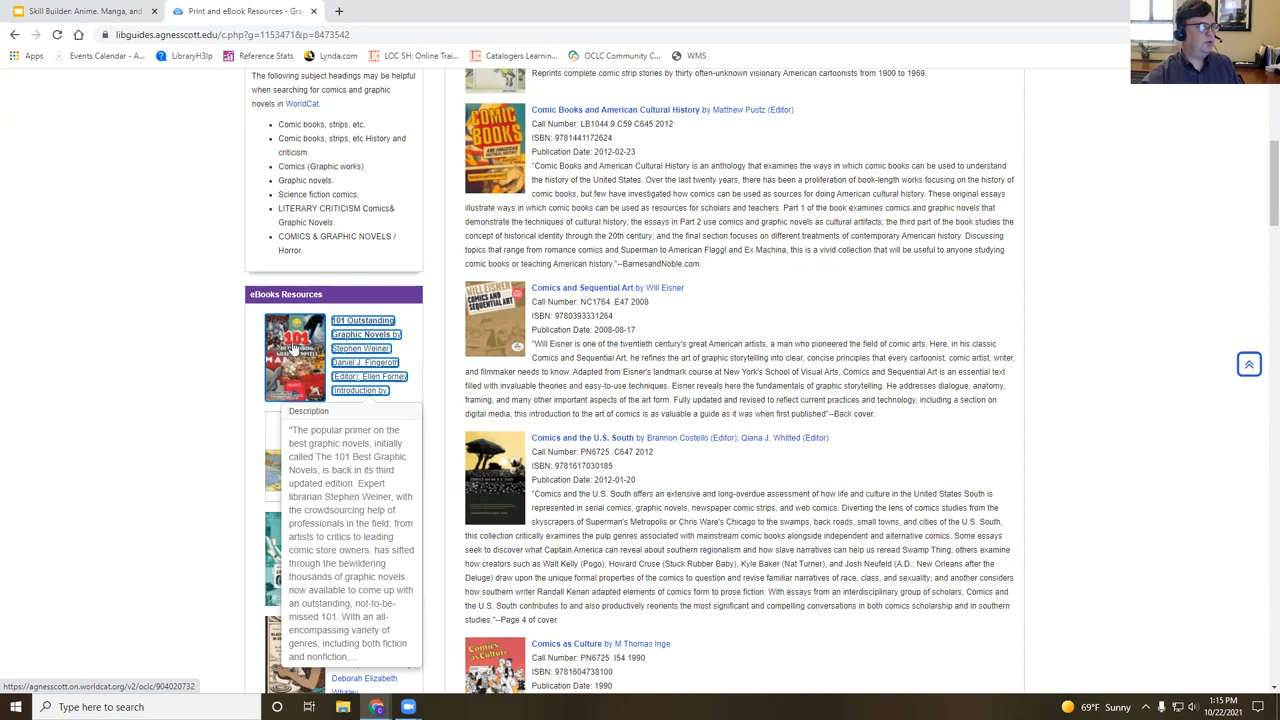 Skill Builder: Anime, Manga, and
Print and eBook Resources - Gra
libguides.agnesscott.edu/c.php?g=1153471&p=8473542
Apps
Events Calendar - A...
LibraryH3lp
Reference Stats
Lynda.com
LOC SH: Online Trai...
Catalogers Learnin...
OCLC Community C...
WMS
The following subject headings may be helpful
when searching for comics and graphic
novels in WorldCat.
Comic books, strips, etc.
Comic books, strips, etc History and
criticism.
Comics (Graphic works)
Graphic novels.
Science fiction comics.
LITERARY CRITICISM Comics&
Graphic Novels.
COMICS & GRAPHIC NOVELS /
Horror.
eBooks Resources
101 Outstanding
Graphic Novels by
Stephen Weiner;
Daniel J. Fingeroth
(Editor); Ellen Forney
(Introduction by)
Description
"The popular primer on the
best graphic novels, initially
called The 101 Best Graphic
Novels, is back in its third
updated edition. Expert
librarian Stephen Weiner, with
the crowdsourcing help of
professionals in the field, from
artists to critics to leading
comic store owners. has sifted
through the bewildering
thousands of graphic novels
now available to come up with
an outstanding, not-to-be-
missed 101. With an all-
encompassing variety of
genres, including both fiction
and nonfiction,...
Deborah Elizabeth
Whaley
Reprints complete comic strip stories by thirty often-unknown visionary American cartoonists from 1900 to 1969.
COMIC
BOOKS
Comic Books and American Cultural History by Matthew Pustz (Editor)
Call Number: LB1044.9.C59 C645 2012
ISBN: 9781441172624
Publication Date: 2012-02-23
"Comic Books and American Cultural History is an anthology that examines the ways in which comic books can be used to understand
the history of the United States. Over the last twenty years, there has been a proliferation of book-length works focusing on the history of
comic books, but few have investigated how comics can be used as sources for doing American cultural history. These original essays
illustrate ways in which comic books can be used as resources for scholars and teachers. Part 1 of the book examines comics and graphic novels that
demonstrate the techniques of cultural history; the essays in Part 2 use comics and graphic novels as cultural artifacts; the third part of the book studies the
concept of historical identity through the 20th century; and the final section focuses on different treatments of contemporary American history. Discussing
topics that range from romance comics and Superman to American Flagg! and Ex Machina, this is a vivid collection that will be useful to anyone studying
comic books or teaching American history."--BarnesandNoble.com.
WILL EISNER
COMICS AND
SEQUENTIAL ART
Comics and Sequential Art by Will Eisner
Call Number: NC1764 .E47 2008
ISBN: 9780393331264
Publication Date: 2008-08-17
"Will Eisner is one of the twentieth century's great American artists, a man who pioneered the field of comic arts. Here, in his classic
Comics and Sequential Art, he refines the art of graphic storytelling into clear, concise principles that every cartoonist, comic artist, writer,
and filmmaker needs to know. Adapted from Eisner's landmark course at New York's School of Visual Arts, Comics and Sequential Art is an essential text
filled with invaluable theories and easy-to-use techniques. Eisner reveals here the fundamentals of graphic storytelling. He addresses dialogue, anatomy,
framing, and many other important aspects of the art form. Fully updated and revised to reflect current practices and technology, including a section on
digital media, this introduction to the art of comics is as valuable a guide as it was when first published"--Back cover.
Comics and the U.S. South by Brannon Costello (Editor); Qiana J. Whitted (Editor)
Call Number: PN6725 .C647 2012
ISBN: 9781617030185
Publication Date: 2012-01-20
"Comics and the U.S. South offers an extensive and long-overdue assessment of how life and culture in the United States South is
represented in serial comics, graphic novels, newspaper comic strips, and web comics. Diverting the lens of comics studies from the
skyscrapers of Superman's Metropolis or Chris Ware's Chicago to the swamps, back roads, small towns, and cities of the U.S. South,
this collection critically examines the pulp genres associated with mainstream comic books alongside independent and alternative comics. Some essays
seek to discover what Captain America can reveal about southern regionalism and how slave narratives can help us reread Swamp Thing; others examine
how creators such as Walt Kelly (Pogo), Howard Cruse (Stuck Rubber Baby), Kyle Baker (Nat Turner), and Josh Neufeld (A.D.: New Orleans after the
Deluge) draw upon the unique formal properties of the comics to question and revise familiar narratives of race, class, and sexuality; and another considers
how southern writer Randall Kenan adapted elements of comics form to prose fiction. With essays from an interdisciplinary group of scholars, Comics and
the U.S. South contributes to and also productively reorients the most significant and compelling conversations in both comics scholarship and in southern
studies."--Page 4 of cover.
Comics as Culture
Comics as Culture by M Thomas Inge
Call Number: PN6725 .I54 1990
ISBN: 9781604738100
Publication Date: 1990
https://agnesscott.on.worldcat.org/v2/oclc/904020732
Type here to search
69°F Sunny
1:15 PM
10/22/2021